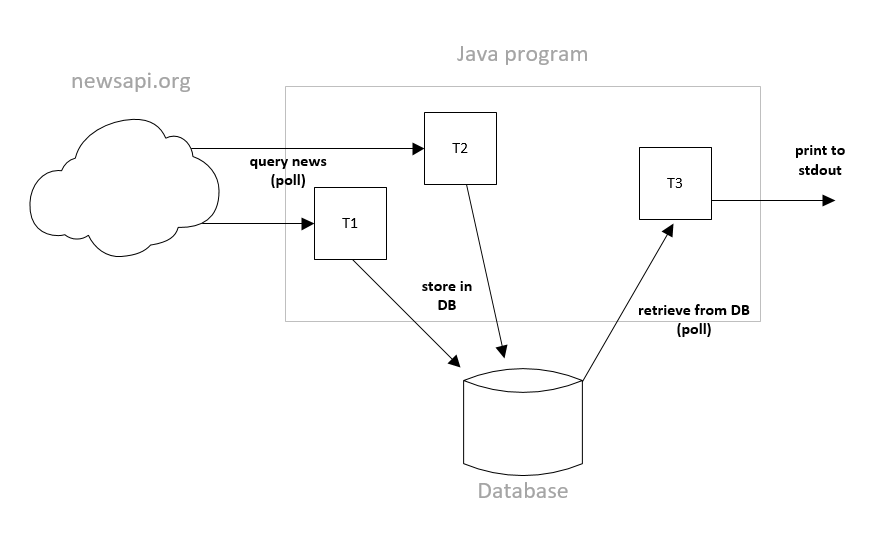 Java program
newsapi.org
T2
print to
stdout
query news
(poll)
T3
T1
store in
DB
retrieve from DB
(poll)
Database